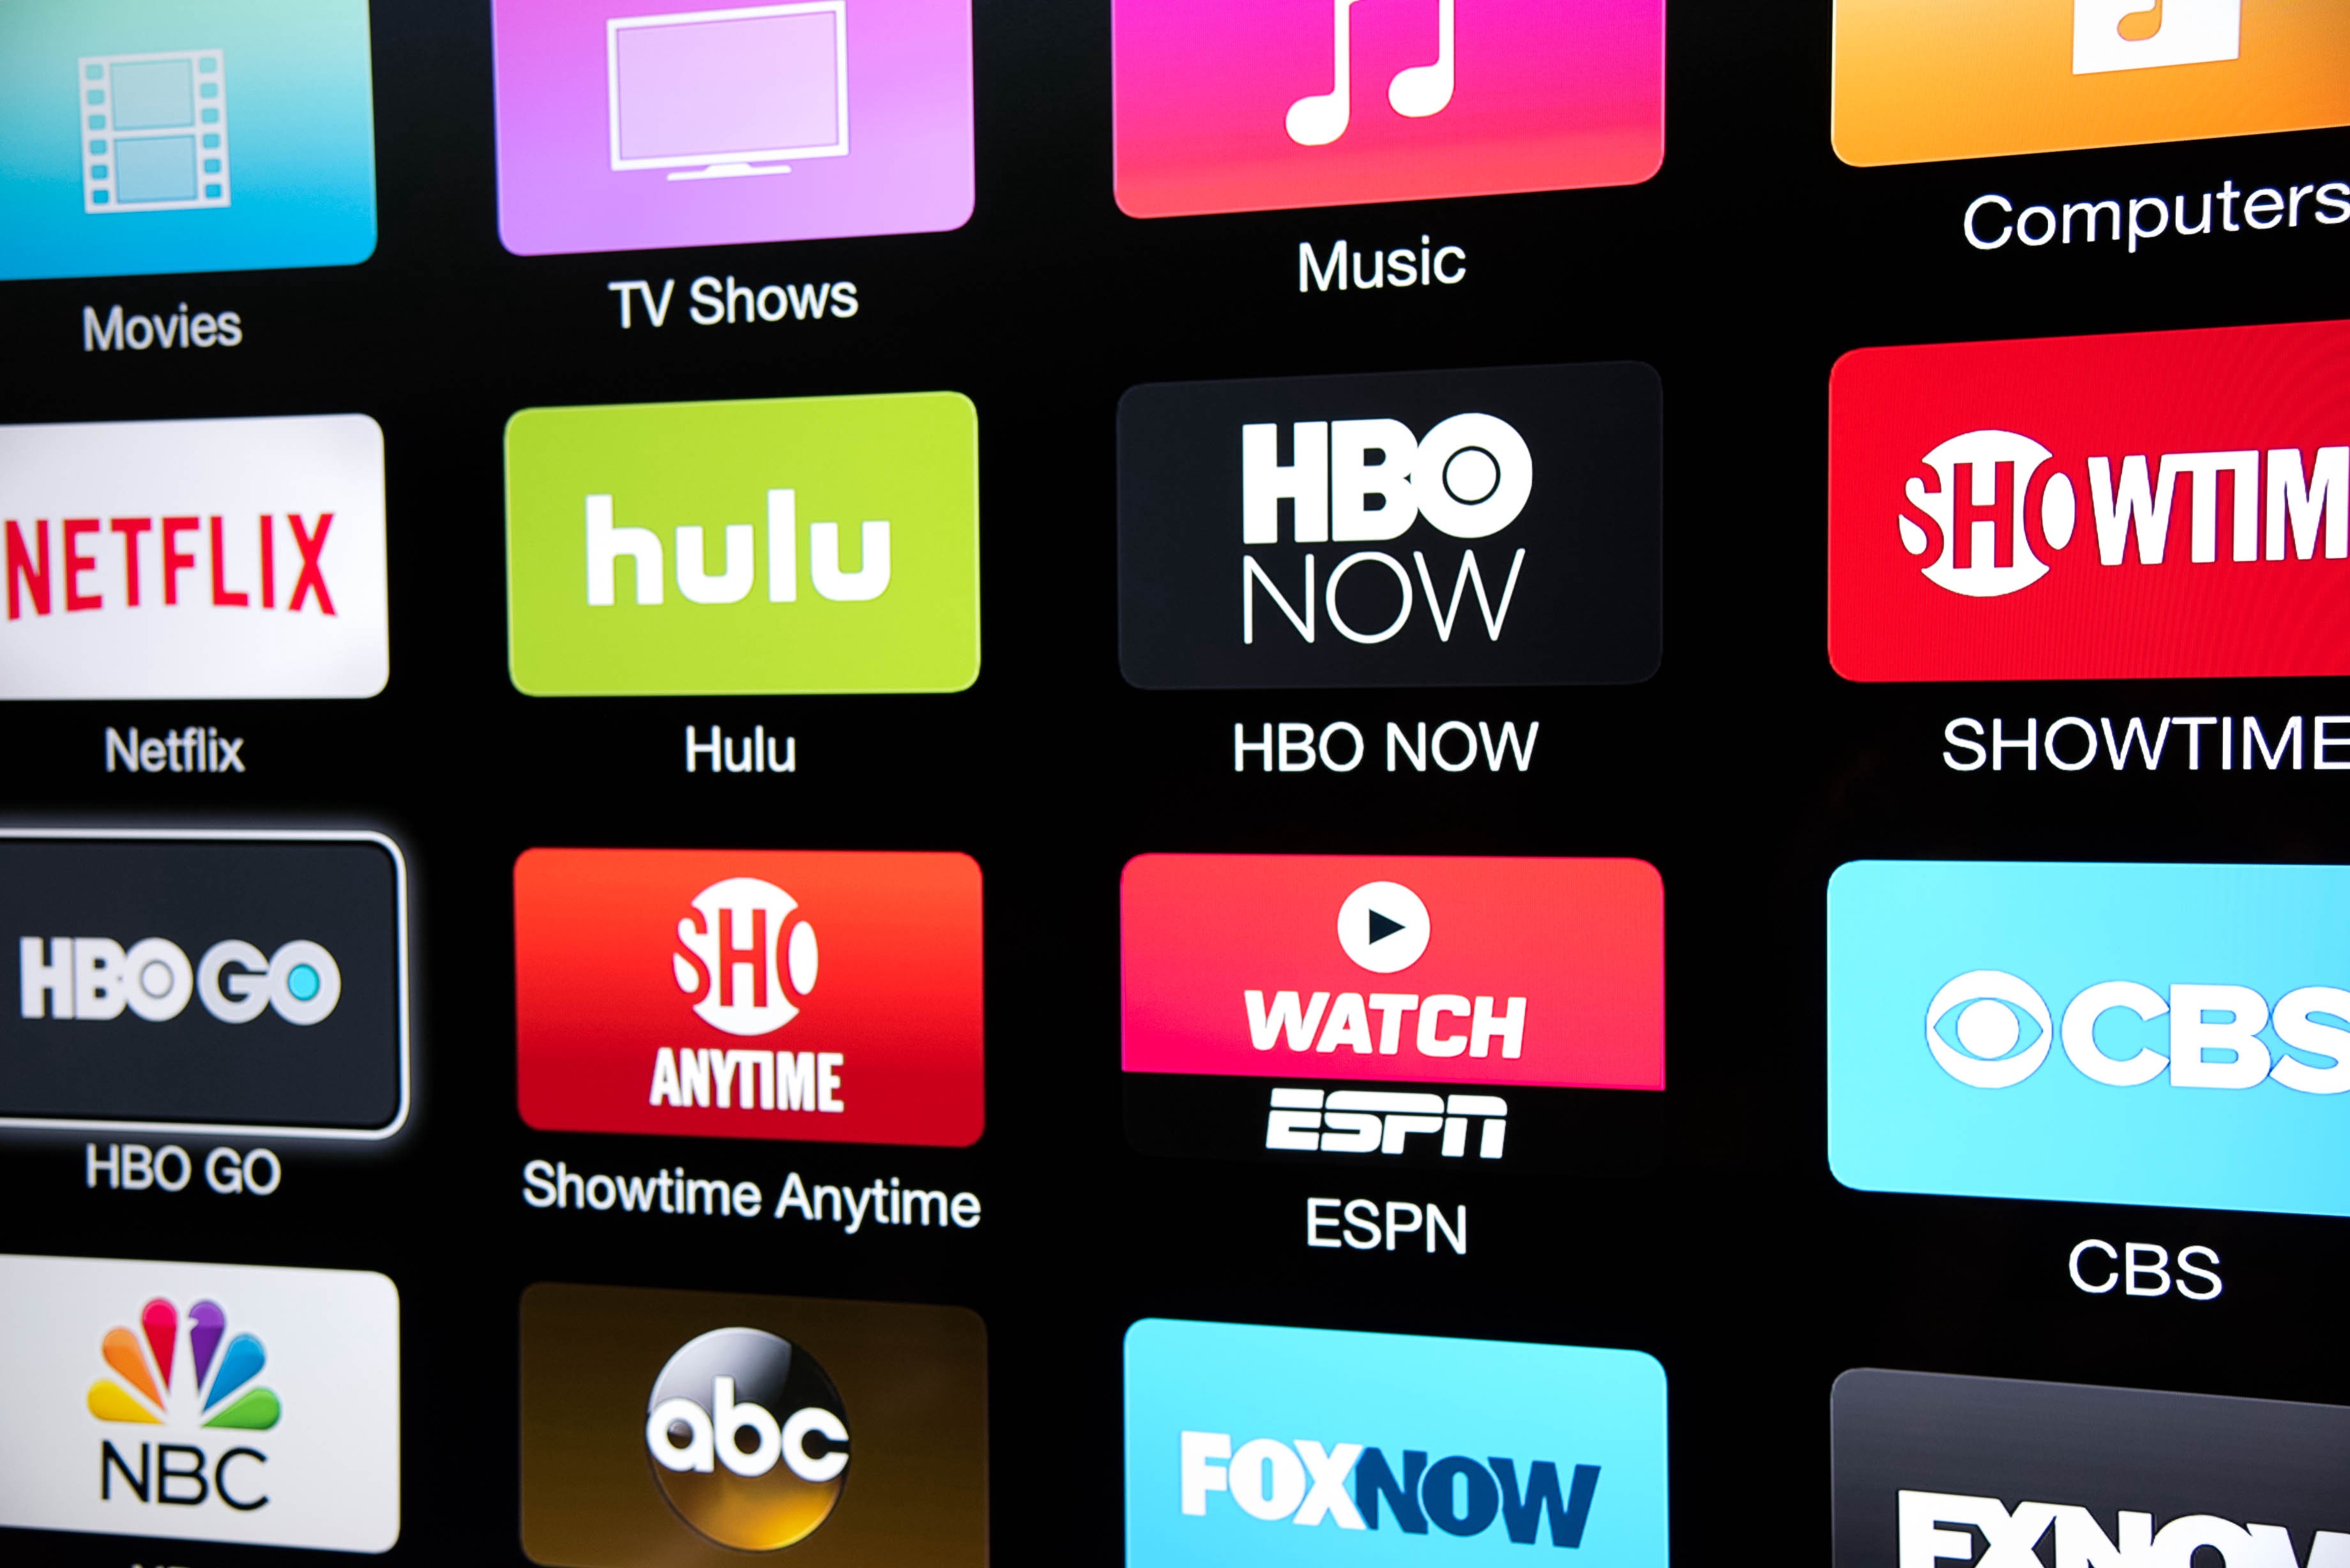 Movies
TV Shows
Music
Computers
NETFLIX
hulu
HBO
NOW
SHOWTIM
Netflix
Hulu
HBO NOW
SHOWTIME
HBO GO
SHO
ANYTIME
WATCH
ESPN
CBS
HBO GO
Showtime Anytime
ESPN
CBS
NBC
abc
FOXNOW
FXNOW